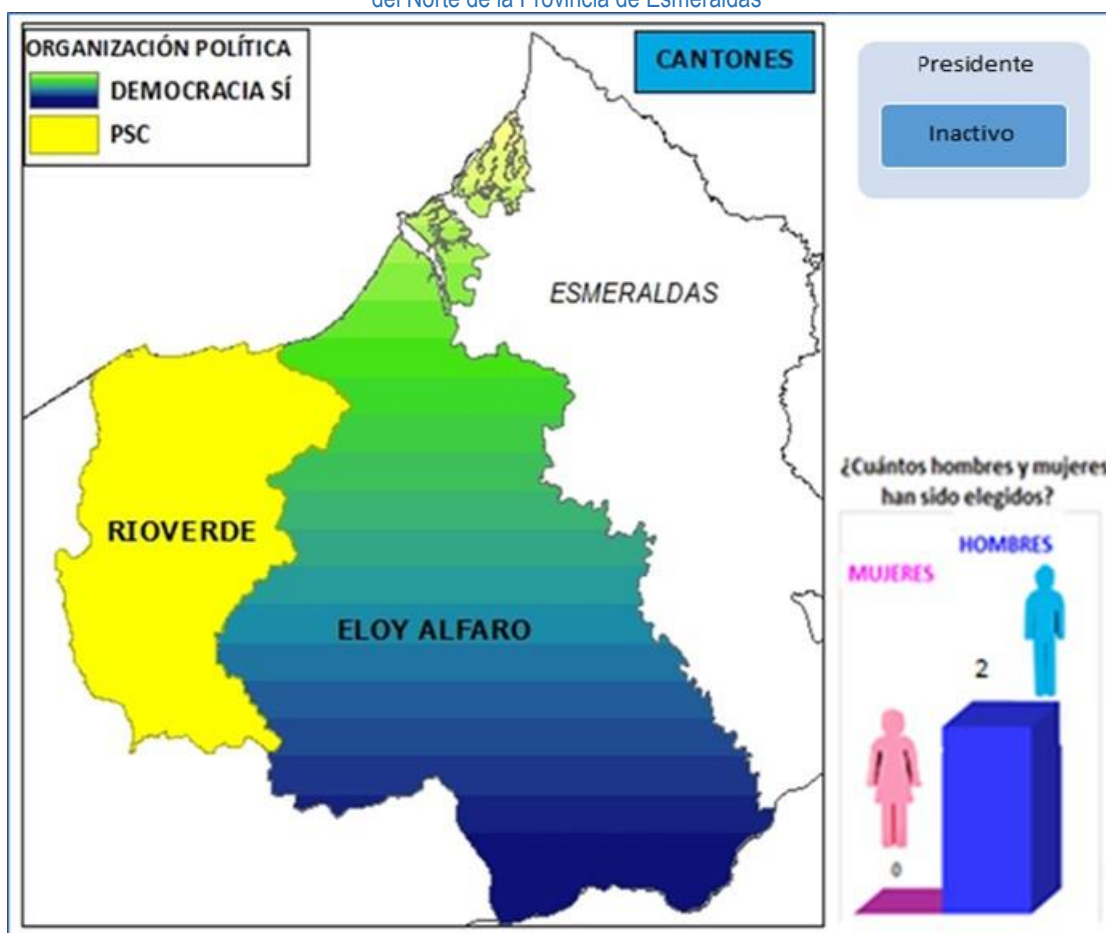 del Norte de la Provincia de Esmeraldas
ORGANIZACIÓN POLÍTICA
DEMOCRACIA SÍ
PSC
CANTONES
Presidente
Inactivo
ESMERALDAS
RIOVERDE
ELOY ALFARO
¿Cuántos hombres y mujeres
han sido elegidos?
HOMBRES
MUJERES
2
0